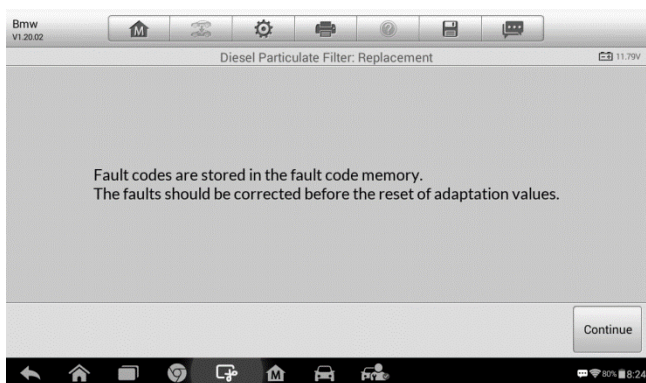 Bmw
V1.20.02
Diesel Particulate Filter: Replacement
11.79V
Fault codes are stored in the fault code memory.
The faults should be corrected before the reset of adaptation values.
Continue
80% 8:24